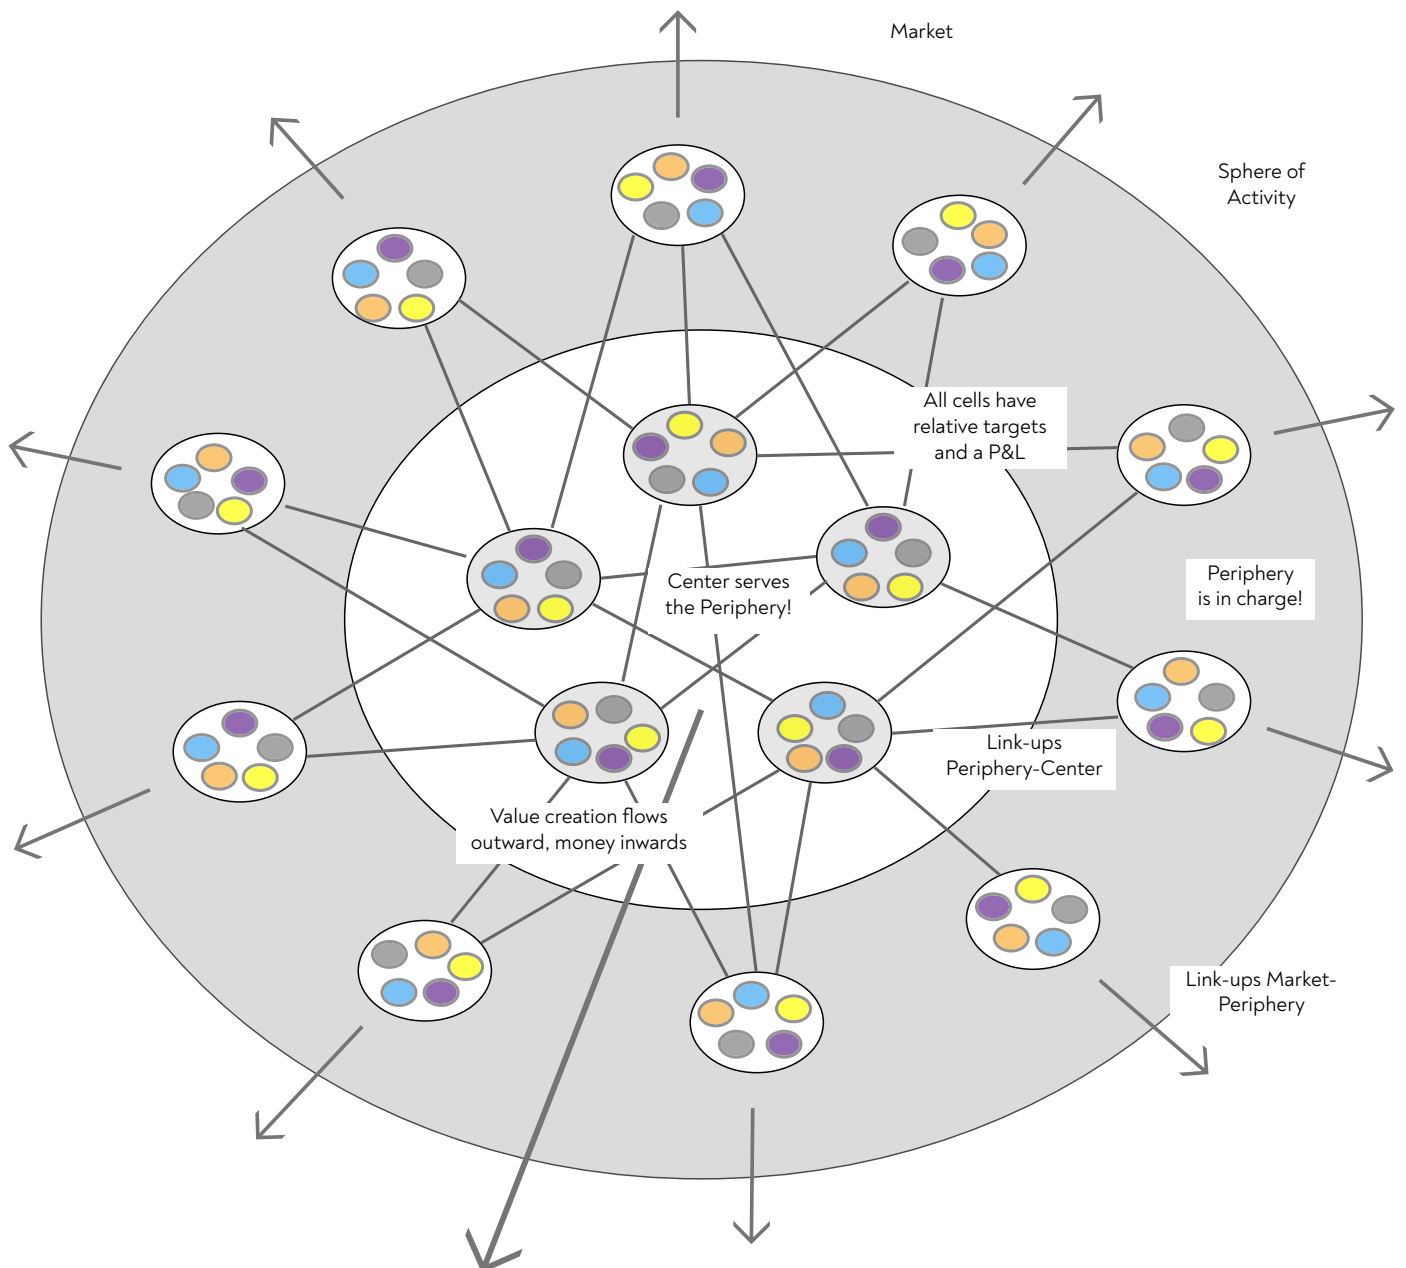 Market
Sphere of
Activity
All cells have
relative targets
and a P&L
Center serves
the Periphery!
Periphery
is in charge!
Link-ups
Periphery-Center
Value creation flows
outward, money inwards
Link-ups Market-
Periphery